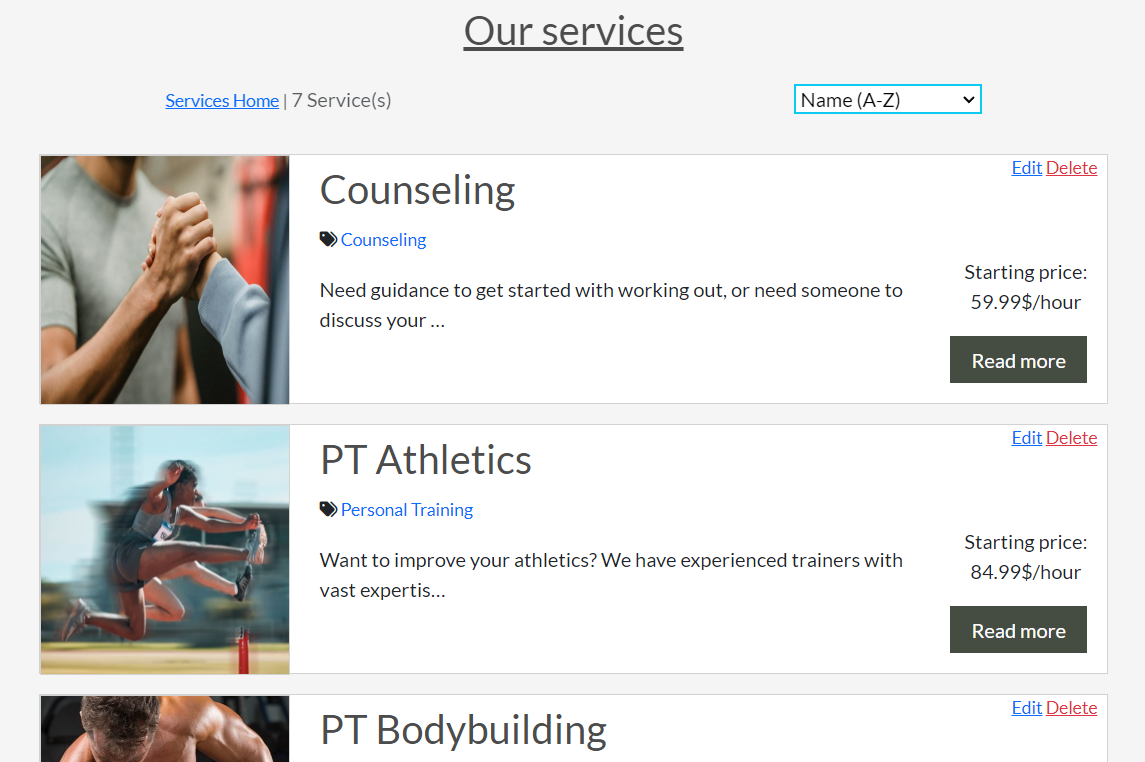 Our services
Services Home | 7 Service(s)
Name (A-Z)
Edit Delete
Counseling
Counseling
Need guidance to get started with working out, or need someone to
discuss your ...
Starting price:
59.99$/hour
Read more
Edit Delete
PT Athletics
Personal Training
Want to improve your athletics? We have experienced trainers with
vast expertis...
Starting price:
84.99$/hour
Read more
Edit Delete
PT Bodybuilding